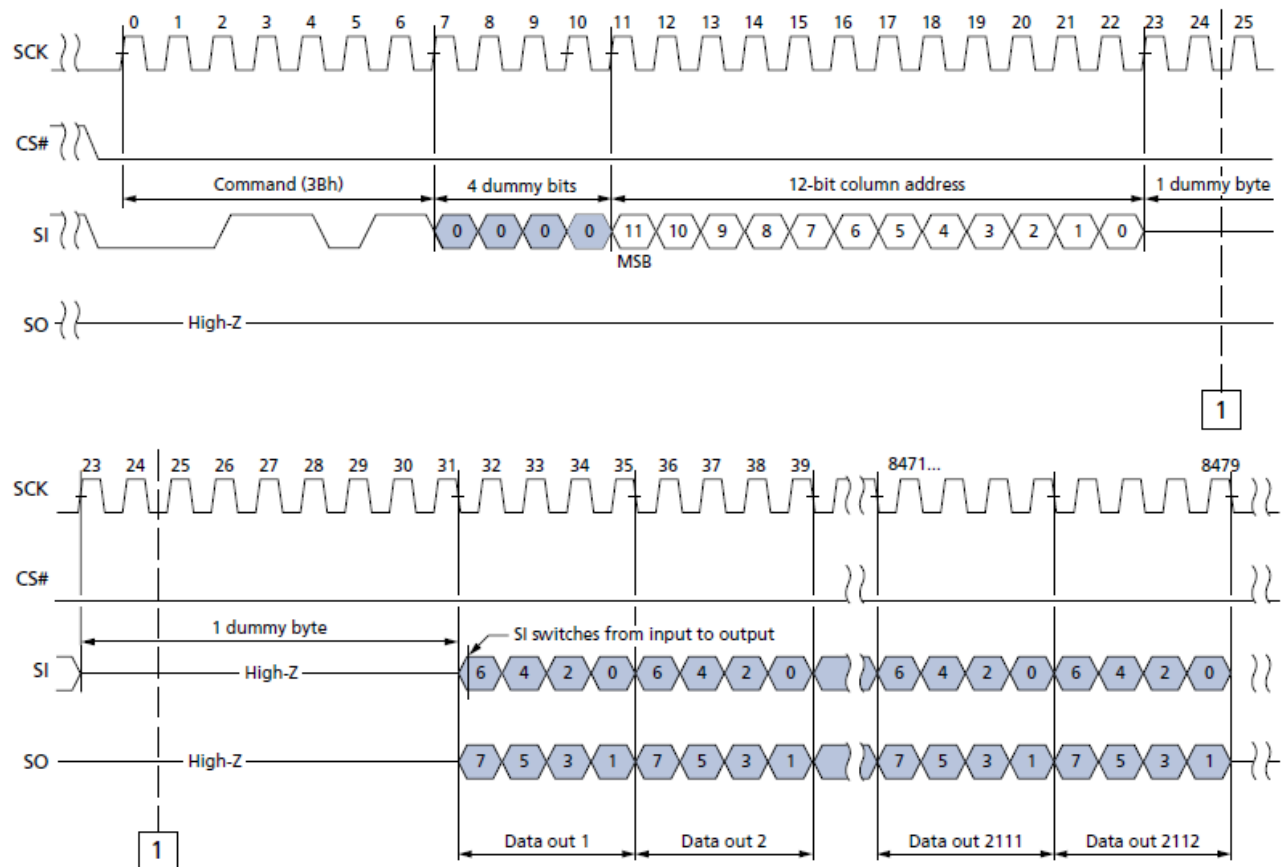 0 1 2 3 4 5 6 7 8 9 10 11 12 13 14 15 16 17 18 19 20 21 22 23 24 25
SCK
CS#
Command (3Bh) 4 dummy bits 12-bit column address 1 dummy byte
SI 0 0 0 0 11 10 9 8 7 6 5 4 3 2 1 0
MSB
SO High-Z
1
23 24 25 26 27 28 29 30 31 32 33 34 35 36 37 38 39 8471... 8479
SCK
CS#
1 dummy byte SI switches from input to output
SI High-Z 6 4 2 0 6 4 2 0 6 4 2 0 6 4 2 0
SO High-Z 7 5 3 1 7 5 3 1 7 5 3 1 7 5 3 1
1 Data out 1 Data out 2 Data out 2111 Data out 2112